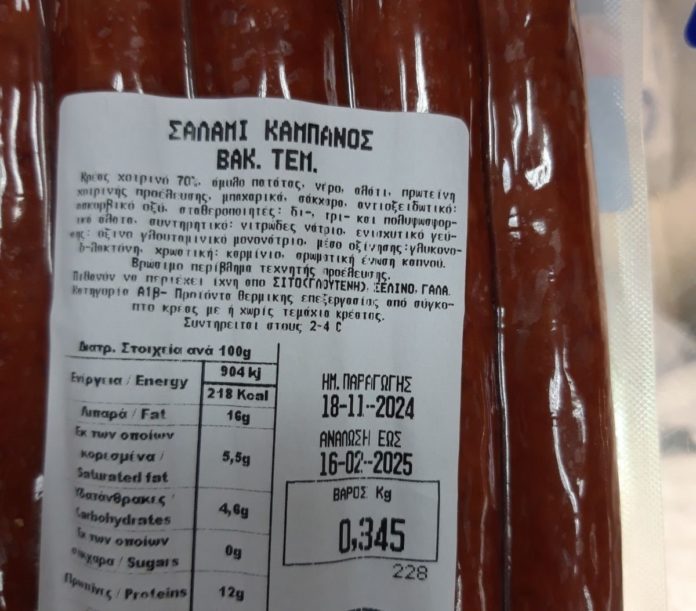 ΣΑΛΑΜΙ ΚΑΜΠΑΝΟΣ
ΒΑΚ. ΤΕΜ.
Κρέας χοιρινό 70%, άμυλο πατάτας, νερό, αλάτι, πρωτεΐνη
χοιρινής προέλευσης, μπαχαρικά, σάκχαρα, αντιοξειδωτικό:
ασκορβικό οξύ, σταθεροποιητές: δι-, τρι- και πολυφωσφορ-
ικά άλατα, συντηρητικό: νιτρώδες νάτριο, ενισχυτικό γεύ-
σης: όξινο γλουταμινικό μονονάτριο, μέσο οξίνησης:γλυκονο-
δ-λακτόνη, χρωστική: καρμίνιο, αρωματική ένωση καπνού.
Βρώσιμο περίβλημα τεχνητής προέλευσης.
Πιθανόν να περιέχει ίχνη από ΣΙΤΟ(ΓΛΟΥΤΕΝΗ), ΣΕΛΙΝΟ, ΓΑΛΑ.
Κατηγορία Α1β- Προϊόντα θερμικής επεξεργασίας από σύγκο-
πτο κρέας με ή χωρίς τεμάχια κρέατος.
Συντηρείται στους 2-4 C
Διατρ. Στοιχεία ανά 100g
Ενέργεια / Energy 904 kj
218 Kcal
Λιπαρά / Fat 16g
Εκ των οποίων
κορεσμένα /
Saturated fat 5,5g
Υδατάνθρακες /
Carbohydrates 4,6g
Εκ των οποίων
σάκχαρα / Sugars 0g
Πρωτεΐνες / Proteins 12g
ΗΜ. ΠΑΡΑΓΩΓΗΣ
18-11-2024
ΑΝΑΛΩΣΗ ΕΩΣ
16-02-2025
ΒΑΡΟΣ Kg
0,345
228